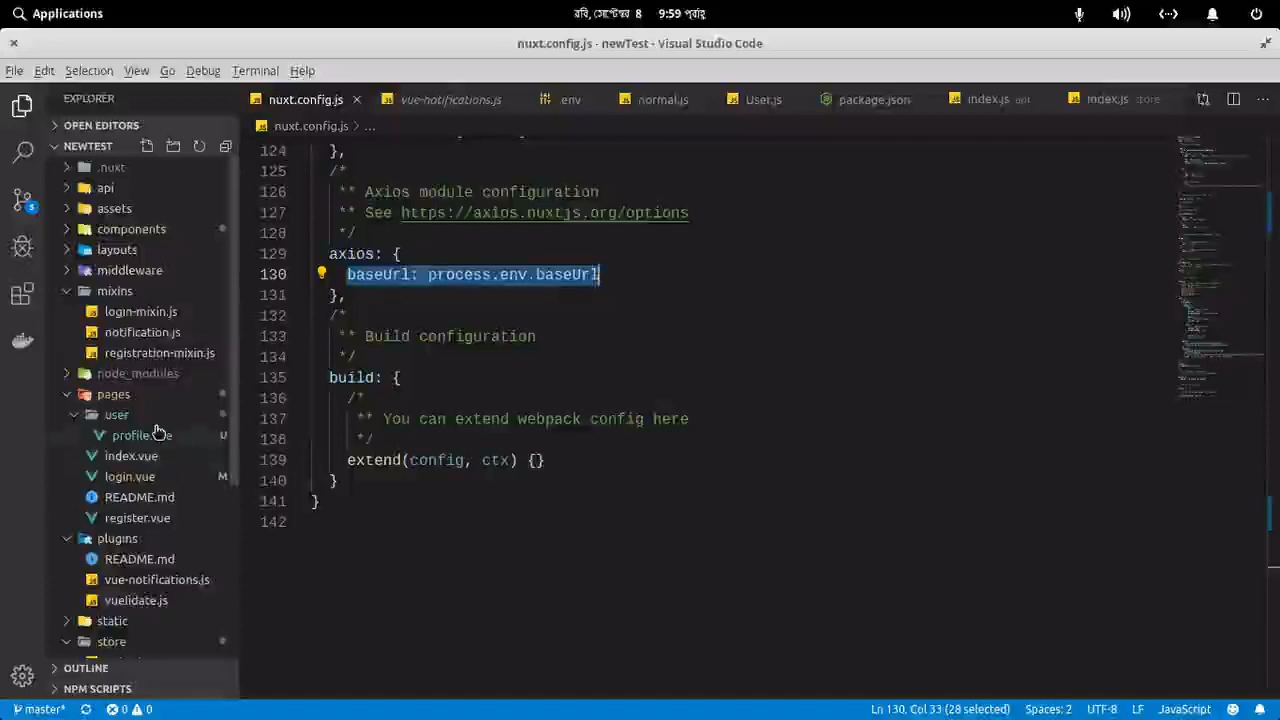 Applications
রবি, সেপ্টেম্বর 8 9:59 পূর্বাহ্ণ
nuxt.config.js - newTest - Visual Studio Code
File Edit Selection View Go Debug Terminal Help
EXPLORER
nuxt.config.js
vue-notifications.js
env
normal.js
User.js
package.json
index.js api
index.js store
nuxt.config.js > ...
OPEN EDITORS
NEWTEST
.nuxt
api
assets
components
layouts
middleware
mixins
login-mixin.js
notification.js
registration-mixin.js
node_modules
pages
user
U
index.vue
login.vue M
README.md
register.vue
plugins
README.md
vue-notifications.js
vuelidate.js
static
store
OUTLINE
NPM SCRIPTS
124 },
125 /*
126 ** Axios module configuration
127 ** See https://axios.nuxtjs.org/options
128 */
129 axios: {
130 baseUrl: process.env.baseUrl
131 },
132 /*
133 ** Build configuration
134 */
135 build: {
136 /*
137 ** You can extend webpack config here
138 */
139 extend(config, ctx) {}
140 }
141 }
142
master* 0 0 Ln 130, Col 33 (28 selected) Spaces: 2 UTF-8 LF JavaScript